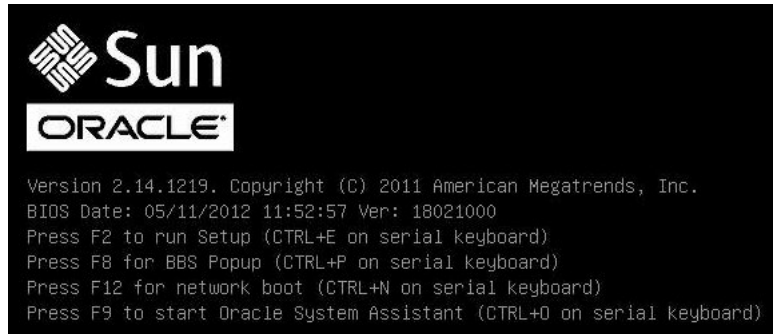 Sun
ORACLE
Version 2.14.1219. Copyright (C) 2011 American Megatrends, Inc.
BIOS Date: 05/11/2012 11:52:57 Ver: 18021000
Press F2 to run Setup (CTRL+E on serial keyboard)
Press F8 for BBS Popup (CTRL+P on serial keyboard)
Press F12 for network boot (CTRL+N on serial keyboard)
Press F9 to start Oracle System Assistant (CTRL+O on serial keyboard)